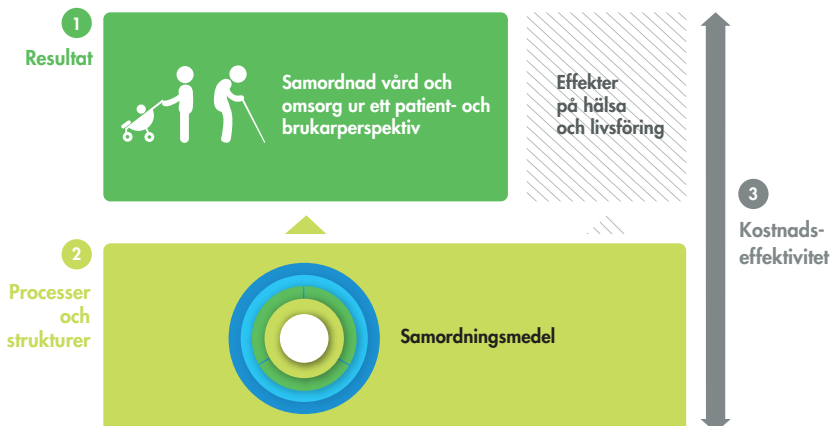 1
Resultat
Samordnad vård och
omsorg ur ett patient- och
brukarperspektiv
Effekter
på hälsa
och livsföring
3
Kostnads-
effektivitet
2
Processer
och
strukturer
Samordningsmedel